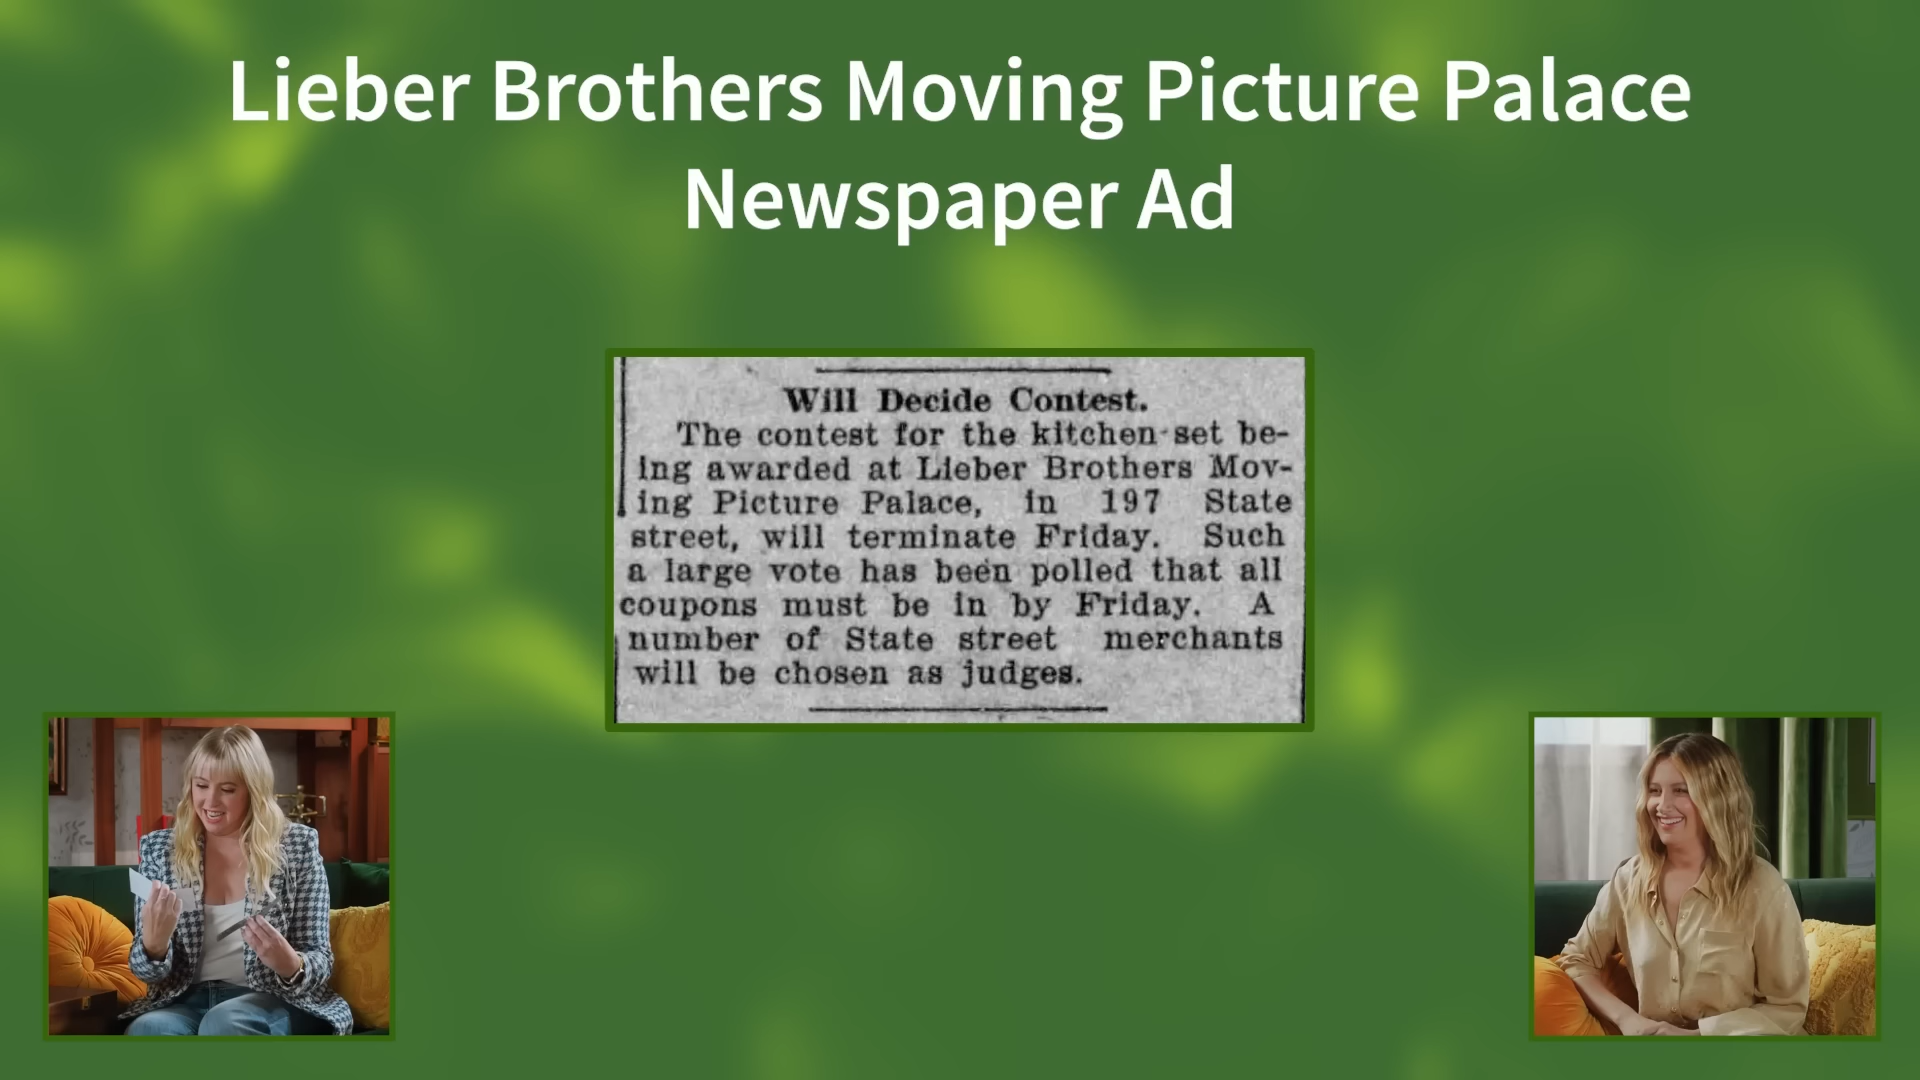 Lieber Brothers Moving Picture Palace
Newspaper Ad
Will Decide Contest.
The contest for the kitchen set be-
ing awarded at Lieber Brothers Mov-
ing Picture Palace, in 197 State
street, will terminate Friday. Such
a large vote has been polled that all
coupons must be in by Friday. A
number of State street merchants
will be chosen as judges.